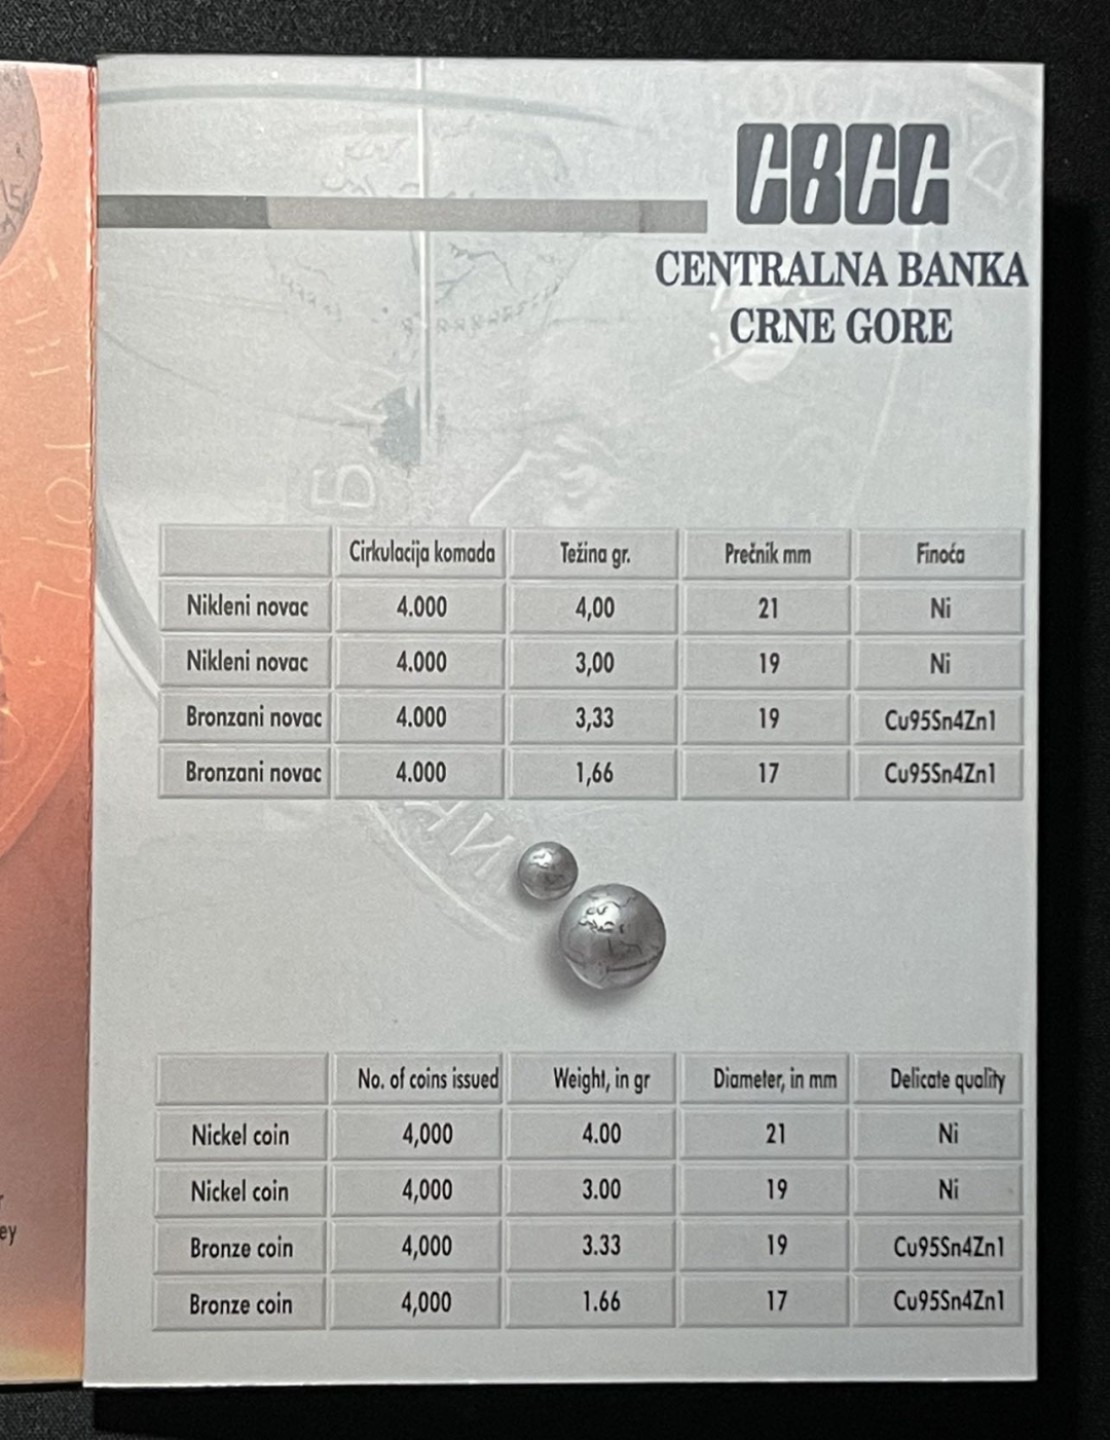 CBCG
CENTRALNA BANKA
CRNE GORE
Cirkulacija komada Težina gr. Prečnik mm Finoća
Nikleni novac 4.000 4,00 21 Ni
Nikleni novac 4.000 3,00 19 Ni
Bronzani novac 4.000 3,33 19 Cu95Sn4Zn1
Bronzani novac 4.000 1,66 17 Cu95Sn4Zn1
No. of coins issued Weight, in gr Diameter, in mm Delicate quality
Nickel coin 4,000 4.00 21 Ni
Nickel coin 4,000 3.00 19 Ni
Bronze coin 4,000 3.33 19 Cu95Sn4Zn1
Bronze coin 4,000 1.66 17 Cu95Sn4Zn1